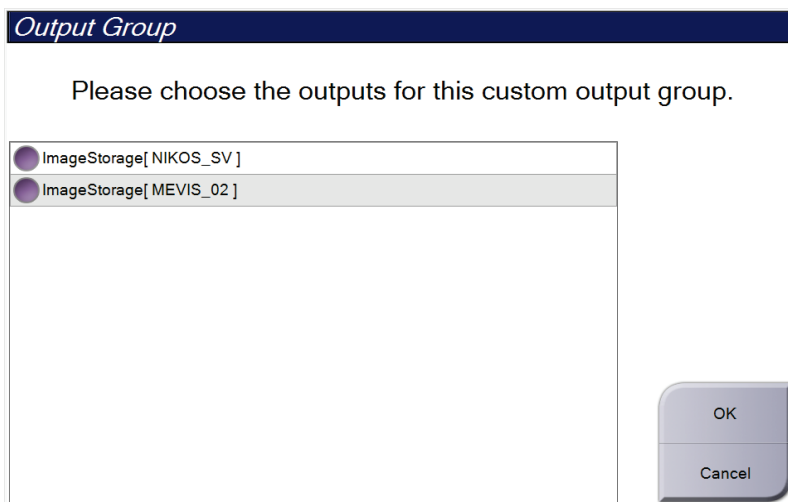 Output Group
Please choose the outputs for this custom output group.
ImageStorage[ NIKOS_SV ]
ImageStorage[ MEVIS_02 ]
OK
Cancel